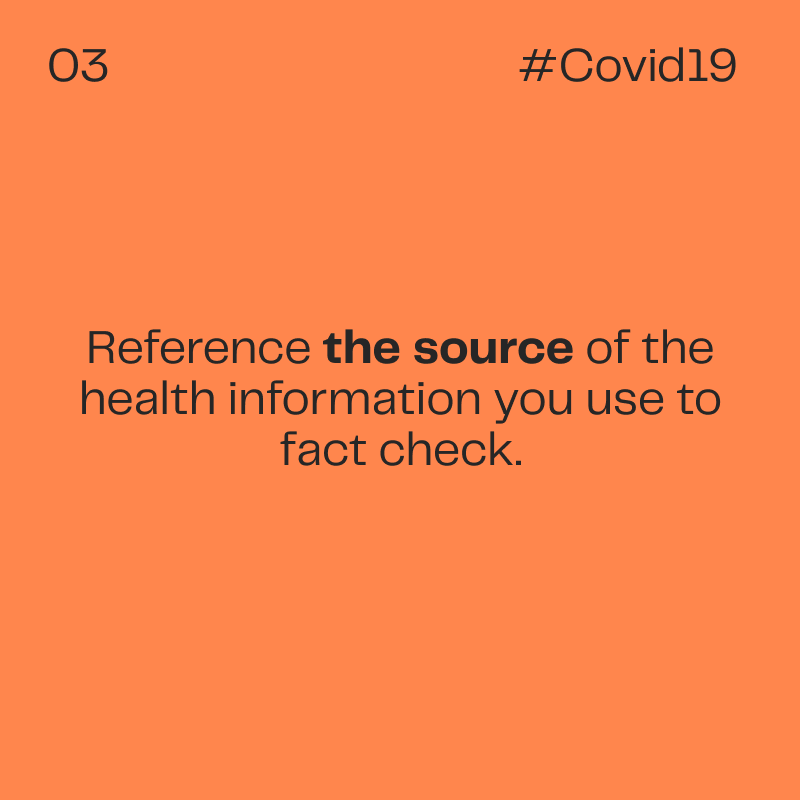 03
#Covid19
Reference the source of the
health information you use to
fact check.